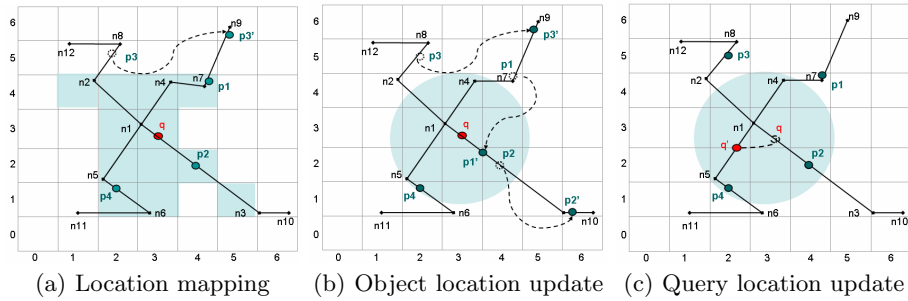 6
n9
n8
p3'
n12
p3
5
n2
n4
n7
p1
4
n1
q
3
p2
2
n5
p4
1
n11
n6
n3
n10
0
0 1 2 3 4 5 6
(a) Location mapping
6
n9
n8
p3'
n12
p3
p1
5
n2
n4
n7
4
n1
q
3
p1'
p2
2
n5
p4
p2'
1
n11
n6
n10
0
0 1 2 3 4 5 6
(b) Object location update
6
n9
n8
n12
p3
5
n2
n4
n7
p1
4
n1
q
3
q'
p2
2
n5
p4
1
n11
n6
n3
n10
0
0 1 2 3 4 5 6
(c) Query location update